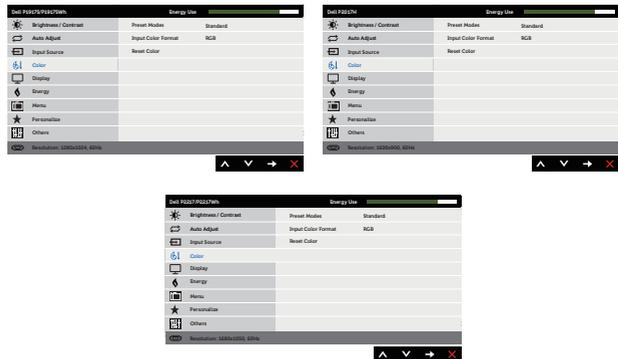 Dell P1917S/P1917SWh Energy Use
Brightness / Contrast Preset Modes Standard
Auto Adjust Input Color Format RGB
Input Source Reset Color
Color
Display
Energy
Menu
Personalize
Others
Resolution: 1280x1024, 60Hz
Dell P2017H Energy Use
Brightness / Contrast Preset Modes Standard
Auto Adjust Input Color Format RGB
Input Source Reset Color
Color
Display
Energy
Menu
Personalize
Others
Resolution: 1600x900, 60Hz
Dell P2217/P2217Wh Energy Use
Brightness / Contrast Preset Modes Standard
Auto Adjust Input Color Format RGB
Input Source Reset Color
Color
Display
Energy
Menu
Personalize
Others
Resolution: 1680x1050, 60Hz